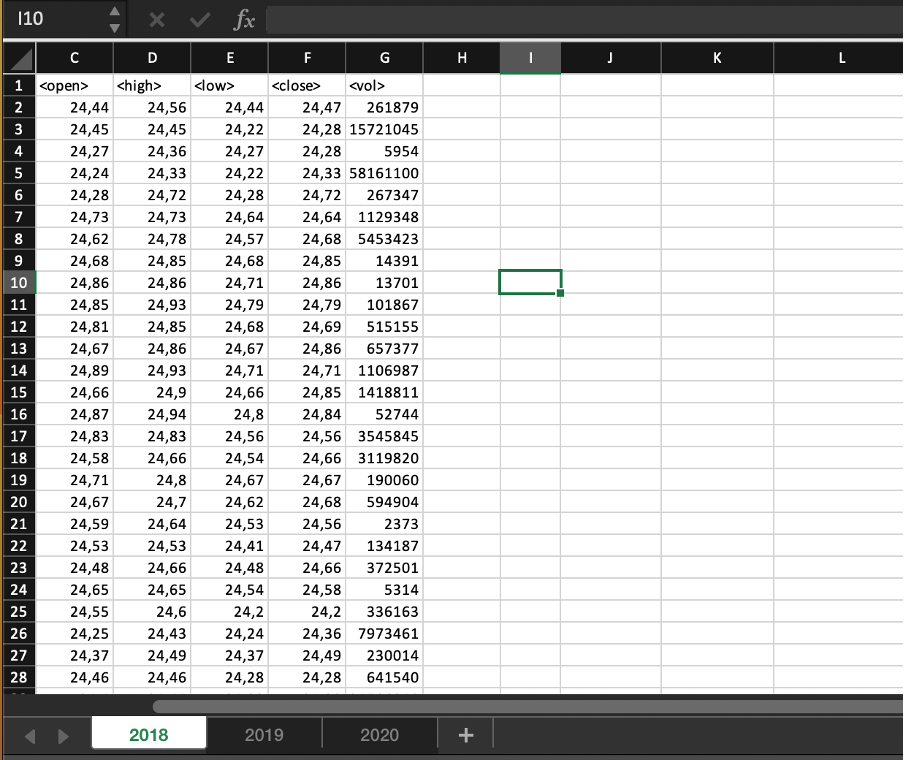 I10 fx
C D E F G H I J K L
1 <open> <high> <low> <close> <vol>
2 24,44 24,56 24,44 24,47 261879
3 24,45 24,45 24,22 24,28 15721045
4 24,27 24,36 24,27 24,28 5954
5 24,24 24,33 24,22 24,33 58161100
6 24,28 24,72 24,28 24,72 267347
7 24,73 24,73 24,64 24,64 1129348
8 24,62 24,78 24,57 24,68 5453423
9 24,68 24,85 24,68 24,85 14391
10 24,86 24,86 24,71 24,86 13701
11 24,85 24,93 24,79 24,79 101867
12 24,81 24,85 24,68 24,69 515155
13 24,67 24,86 24,67 24,86 657377
14 24,89 24,93 24,71 24,71 1106987
15 24,66 24,9 24,66 24,85 1418811
16 24,87 24,94 24,8 24,84 52744
17 24,83 24,83 24,56 24,56 3545845
18 24,58 24,66 24,54 24,66 3119820
19 24,71 24,8 24,67 24,67 190060
20 24,67 24,7 24,62 24,68 594904
21 24,59 24,64 24,53 24,56 2373
22 24,53 24,53 24,41 24,47 134187
23 24,48 24,66 24,48 24,66 372501
24 24,65 24,65 24,54 24,58 5314
25 24,55 24,6 24,2 24,2 336163
26 24,25 24,43 24,24 24,36 7973461
27 24,37 24,49 24,37 24,49 230014
28 24,46 24,46 24,28 24,28 641540
2018 2019 2020 +